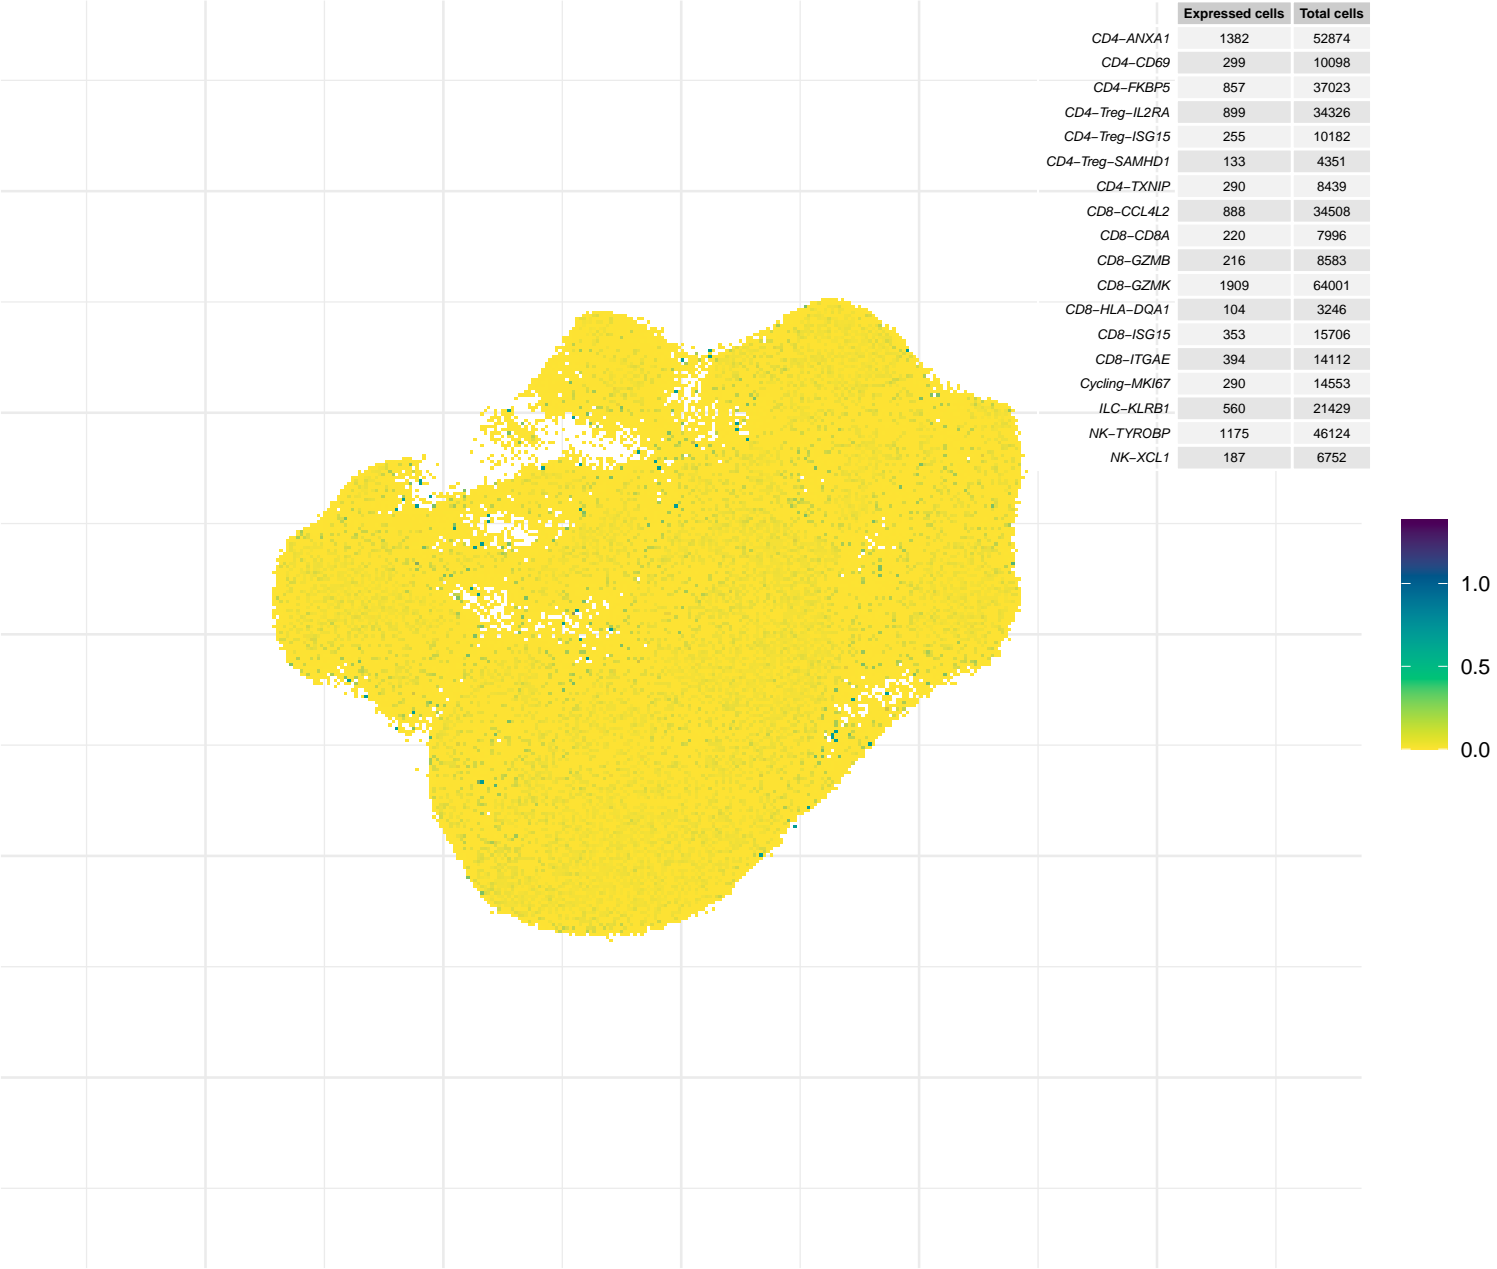 Expressed cells Total cells
CD4−ANXA1 1382 52874
CD4−CD69 299 10098
CD4−FKBP5 857 37023
CD4−Treg−IL2RA 899 34326
CD4−Treg−ISG15 255 10182
CD4−Treg−SAMHD1 133 4351
CD4−TXNIP 290 8439
CD8−CCL4L2 888 34508
CD8−CD8A 220 7996
CD8−GZMB 216 8583
CD8−GZMK 1909 64001
CD8−HLA−DQA1 104 3246
CD8−ISG15 353 15706
CD8−ITGAE 394 14112
Cycling−MKI67 290 14553
ILC−KLRB1 560 21429
NK−TYROBP 1175 46124
NK−XCL1 187 6752
1.0
0.5
0.0